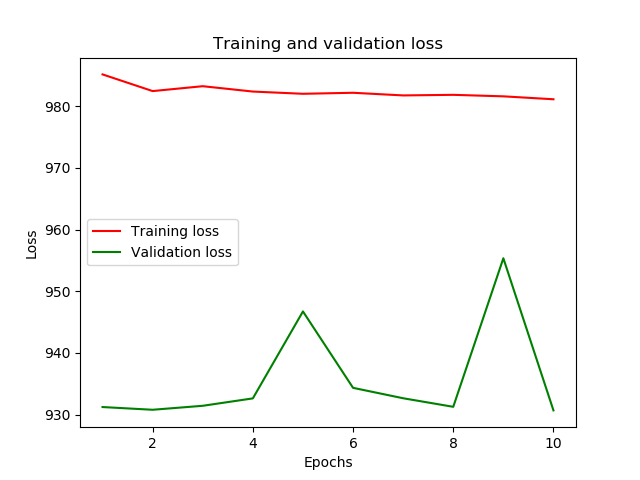 Training and validation loss
980
970
960
950
940
930
Loss
Training loss
Validation loss
2
4
6
8
10
Epochs